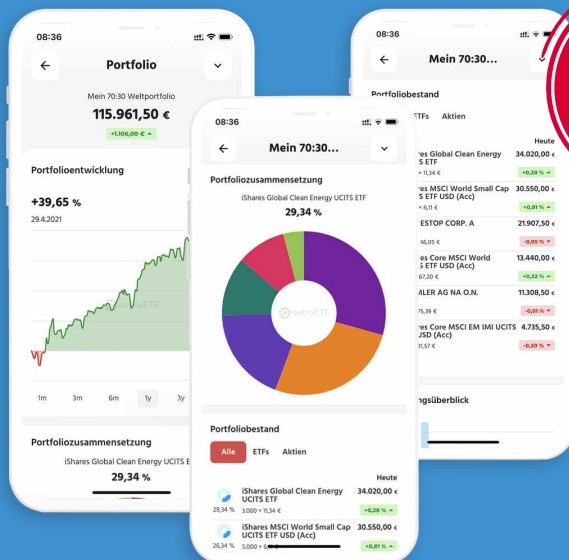 08:36
Portfolio
Mein 70:30 Weltportfolio
115.961,50 €
+1.106,00 €
Portfolioentwicklung
+39,65 %
29.4.2021
1m 3m 6m 1y 3y
Portfoliozusammensetzung
iShares Global Clean Energy UCITS E
29,34 %
08:36
Mein 70:30...
Portfoliozusammensetzung
iShares Global Clean Energy UCITS ETF
29,34 %
extraETF
Portfoliobestand
Alle ETFs Aktien
Heute
iShares Global Clean Energy 34.020,00 €
UCITS ETF
29,34 % 3.000 × 11,34 € +0,28 %
iShares MSCI World Small Cap 30.550,00 €
UCITS ETF USD (Acc)
26,34 % 5.000 × +0,81 %
08:36
Mein 70:30...
Portfoliobestand
ETFs Aktien
Heute
res Global Clean Energy 34.020,00 €
S ETF
× 11,34 € +0,28 %
res MSCI World Small Cap 30.550,00 €
S ETF USD (Acc)
× 6,11 € +0,81 %
ESTOP CORP. A 21.907,50 €
16,05 € -0,95 %
es Core MSCI World 13.440,00 €
S ETF USD (Acc)
67,20 € +0,32 %
MLER AG NA O.N. 11.308,50 €
75,39 € -0,01 %
res Core MSCI EM IMI UCITS 4.735,50 €
USD (Acc)
31,57 € -0,20 %
ngsüberblick